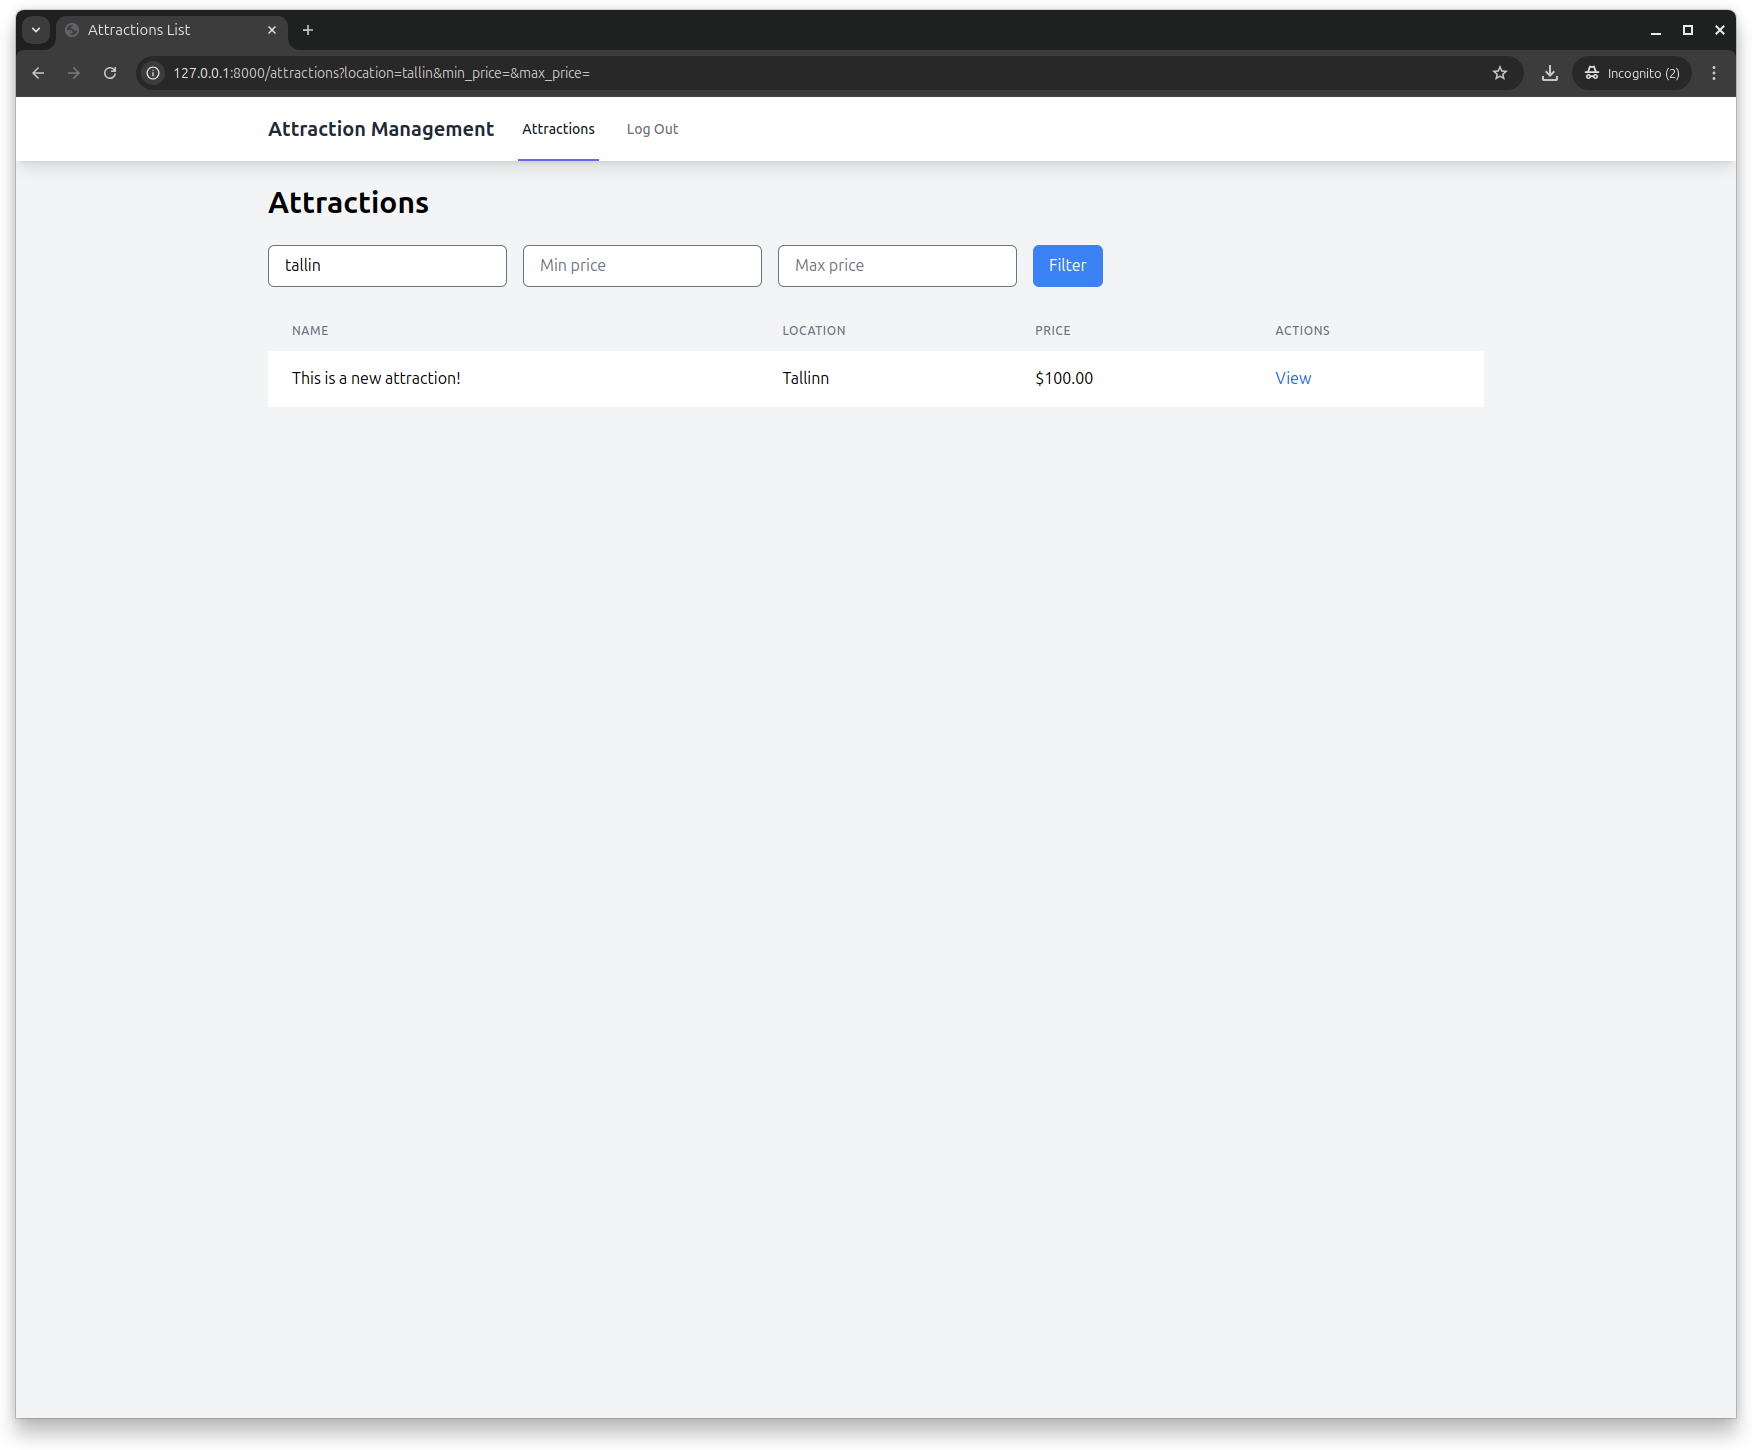 Attractions List
127.0.0.1:8000/attractions?location=tallin&min_price=&max_price=
Incognito (2)
Attraction Management Attractions Log Out
Attractions
tallin Min price Max price Filter
NAME LOCATION PRICE ACTIONS
This is a new attraction! Tallinn $100.00 View